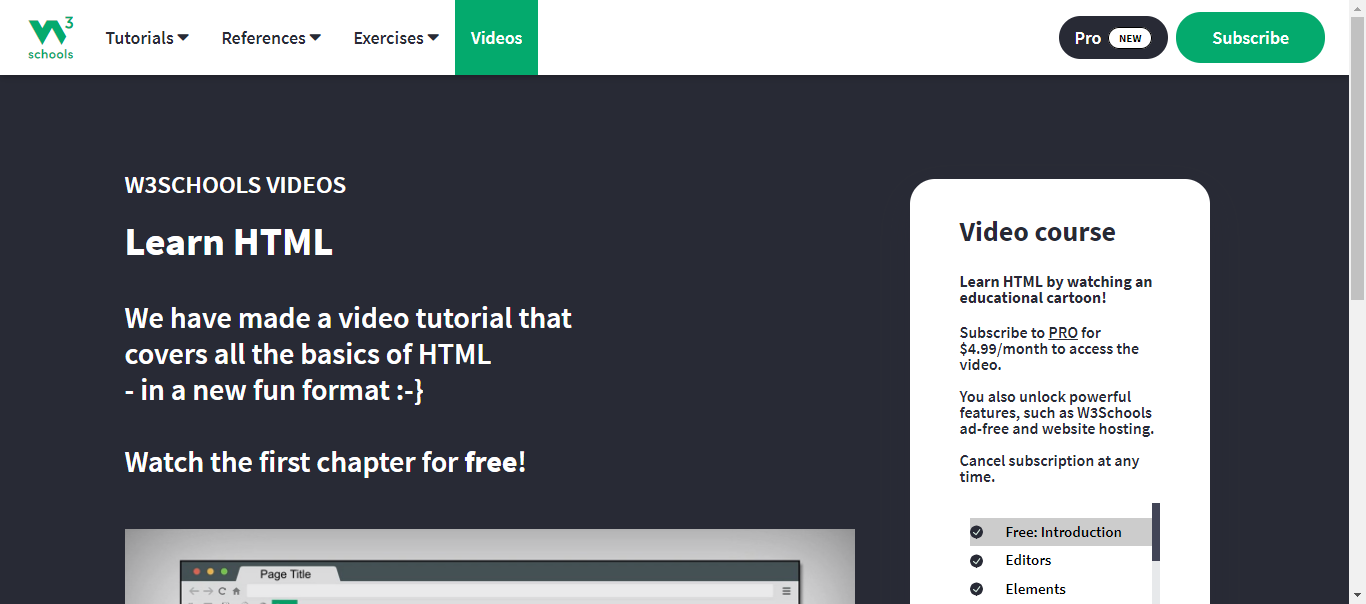 3
schools
Tutorials
References
Exercises
Videos
Pro NEW
Subscribe
W3SCHOOLS VIDEOS
Learn HTML
We have made a video tutorial that
covers all the basics of HTML
- in a new fun format :-}
Watch the first chapter for free!
Page Title
Video course
Learn HTML by watching an
educational cartoon!
Subscribe to PRO for
$4.99/month to access the
video.
You also unlock powerful
features, such as W3Schools
ad-free and website hosting.
Cancel subscription at any
time.
Free: Introduction
Editors
Elements